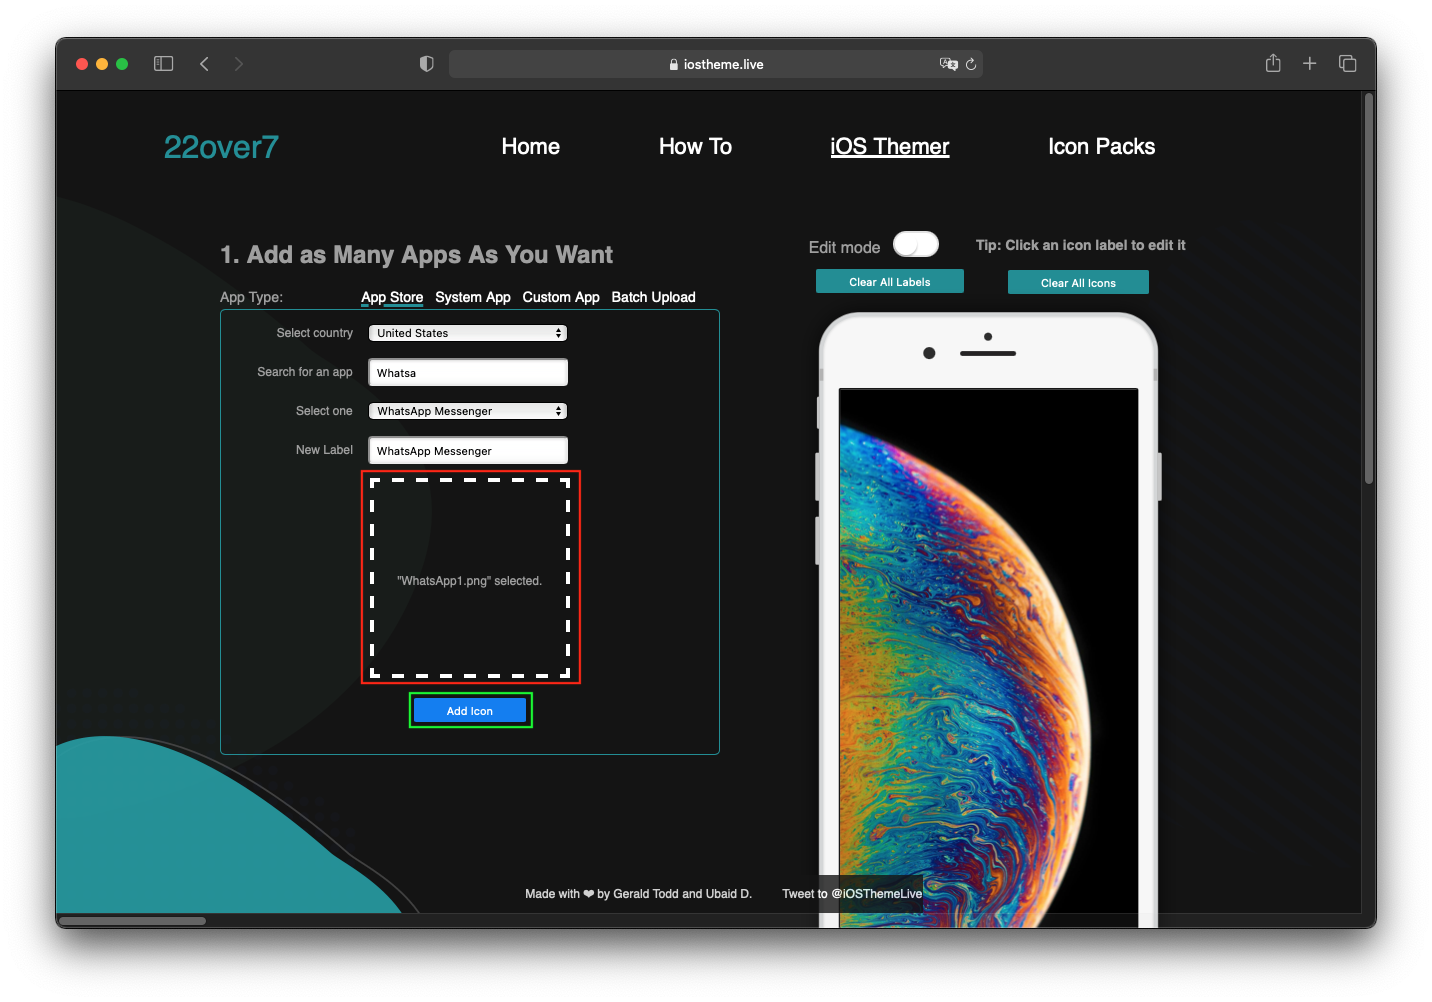 iostheme.live
22over7
Home
How To
iOS Themer
Icon Packs
1. Add as Many Apps As You Want
Edit mode
Tip: Click an icon label to edit it
Clear All Labels
Clear All Icons
App Type:
App Store
System App
Custom App
Batch Upload
Select country
United States
Search for an app
Whatsa
Select one
WhatsApp Messenger
New Label
WhatsApp Messenger
"WhatsApp1.png" selected.
Add Icon
Made with ❤ by Gerald Todd and Ubaid D.
Tweet to @iOSThemeLive